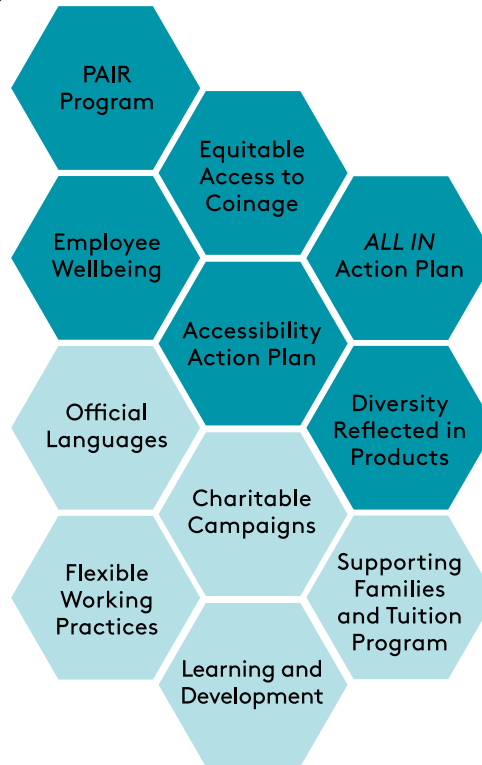 PAIR
Program
Equitable
Access to
Coinage
Employee
Wellbeing
ALL IN
Action Plan
Accessibility
Action Plan
Official
Languages
Diversity
Reflected in
Products
Charitable
Campaigns
Flexible
Working
Practices
Supporting
Families
and Tuition
Program
Learning and
Development